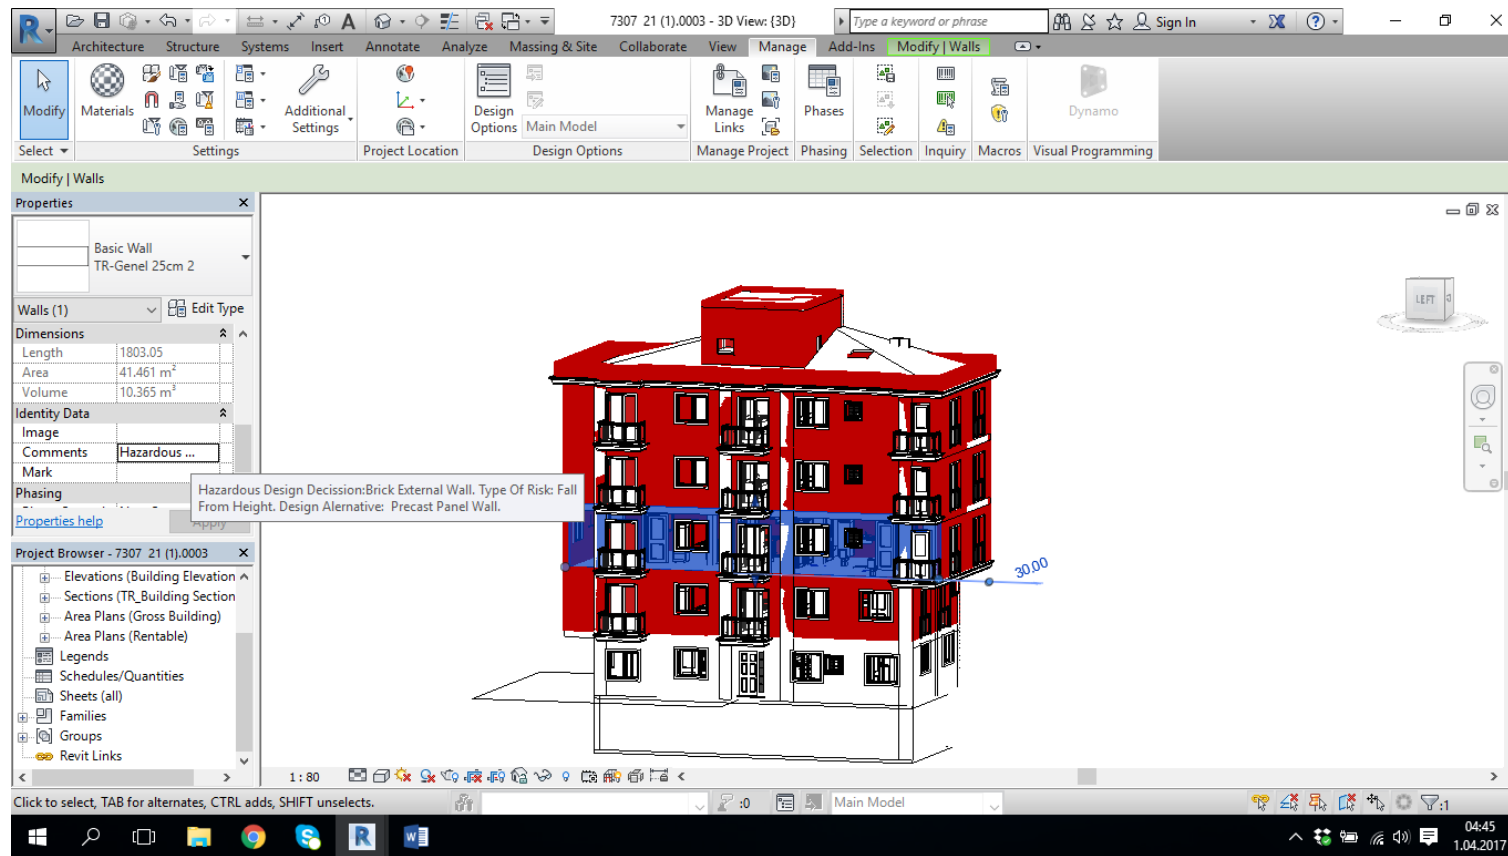 7307 21 (1).0003 - 3D View: {3D}
Type a keyword or phrase
Sign In
Architecture Structure Systems Insert Annotate Analyze Massing & Site Collaborate View Manage Add-Ins Modify | Walls
Modify
Materials
Additional
Settings
Design
Options
Main Model
Manage
Links
Phases
Dynamo
Select Settings Project Location Design Options Manage Project Phasing Selection Inquiry Macros Visual Programming
Modify | Walls
Properties
Basic Wall
TR-Genel 25cm 2
Walls (1) Edit Type
Dimensions
Length 1803.05
Area 41.461 m²
Volume 10.365 m³
Identity Data
Image
Comments Hazardous ...
Mark
Phasing
Hazardous Design Decission:Brick External Wall. Type Of Risk: Fall
From Height. Design Alernative: Precast Panel Wall.
Properties help Apply
Project Browser - 7307 21 (1).0003
Elevations (Building Elevation
Sections (TR_Building Section
Area Plans (Gross Building)
Area Plans (Rentable)
Legends
Schedules/Quantities
Sheets (all)
Families
Groups
Revit Links
LEFT
30.00
1 : 80
Click to select, TAB for alternates, CTRL adds, SHIFT unselects.
:0
Main Model
:1
04:45
1.04.2017